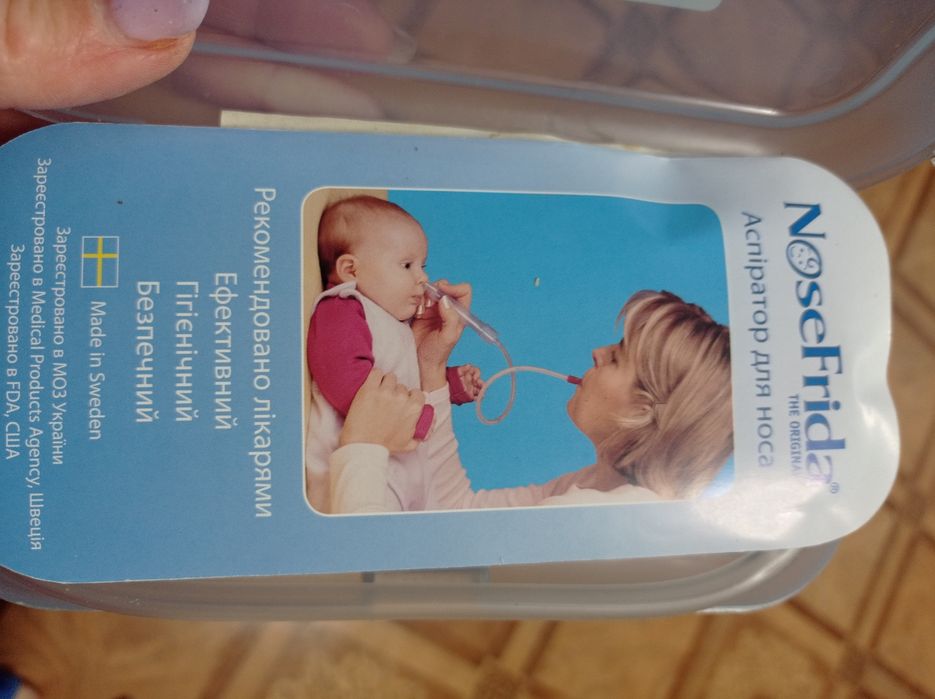 NoseFrida®
THE ORIGINAL
Аспіратор для носа
Рекомендовано лікарями
Ефективний
Гігієнічний
Безпечний
Made in Sweden
Зареєстровано в МОЗ України
Зареєстровано в Medical Products Agency, Швеція
Зареєстровано в FDA, США